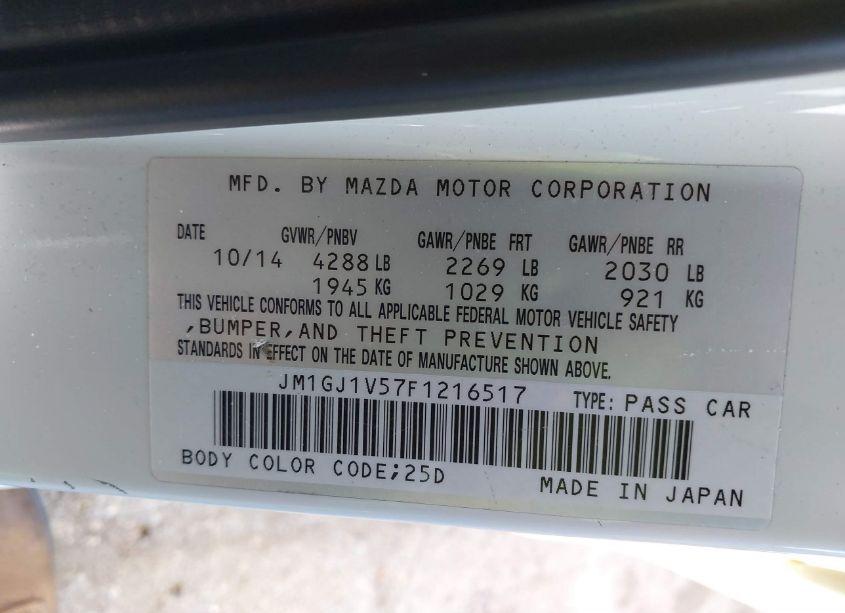 MFD. BY MAZDA MOTOR CORPORATION
DATE GVWR/PNBV GAWR/PNBE FRT GAWR/PNBE RR
10/14 4288 LB 2269 LB 2030 LB
1945 KG 1029 KG 921 KG
THIS VEHICLE CONFORMS TO ALL APPLICABLE FEDERAL MOTOR VEHICLE SAFETY
,BUMPER,AND THEFT PREVENTION
STANDARDS IN EFFECT ON THE DATE OF MANUFACTURE SHOWN ABOVE.
JM1GJ1V57F1216517 TYPE: PASS CAR
BODY COLOR CODE;25D
MADE IN JAPAN